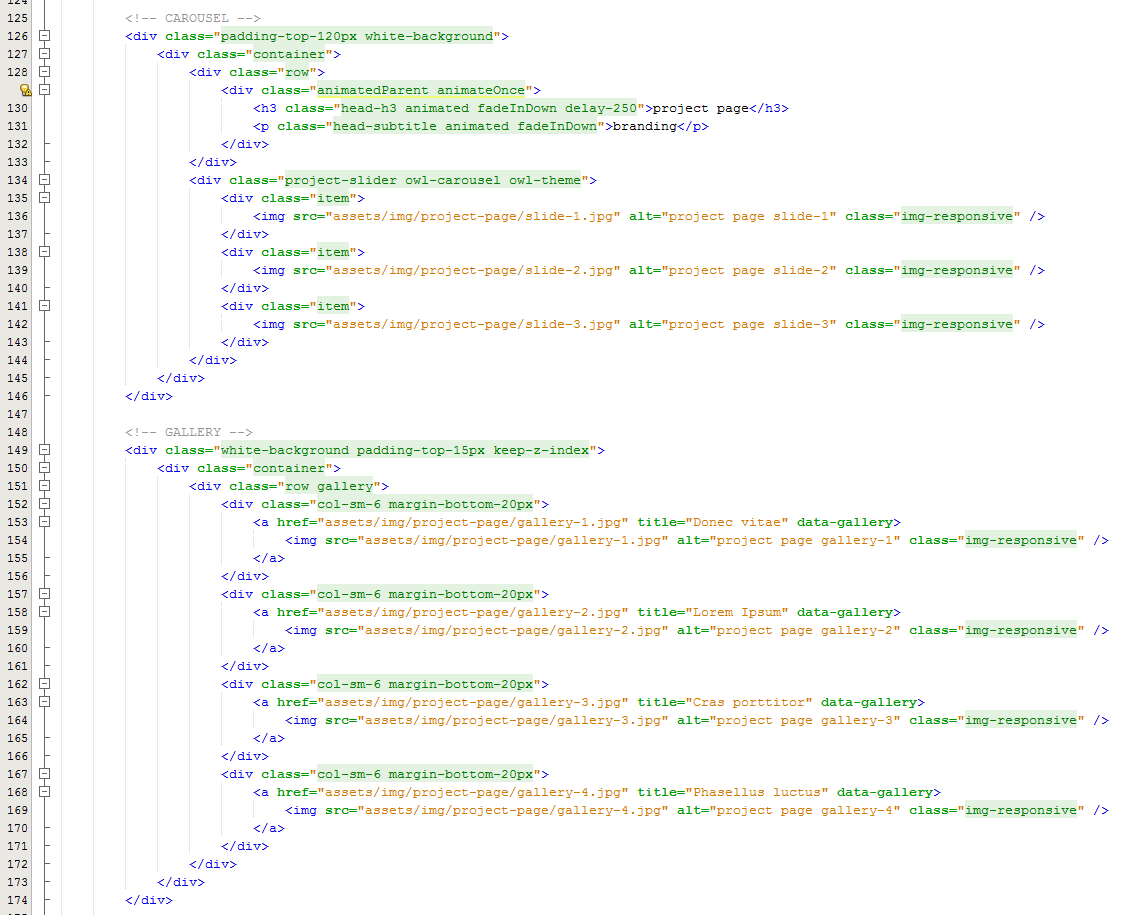 124
125 <!-- CAROUSEL -->
126 <div class="padding-top-120px white-background">
127 <div class="container">
128 <div class="row">
<div class="animatedParent animateOnce">
130 <h3 class="head-h3 animated fadeInDown delay-250">project page</h3>
131 <p class="head-subtitle animated fadeInDown">branding</p>
132 </div>
133 </div>
134 <div class="project-slider owl-carousel owl-theme">
135 <div class="item">
136 <img src="assets/img/project-page/slide-1.jpg" alt="project page slide-1" class="img-responsive" />
137 </div>
138 <div class="item">
139 <img src="assets/img/project-page/slide-2.jpg" alt="project page slide-2" class="img-responsive" />
140 </div>
141 <div class="item">
142 <img src="assets/img/project-page/slide-3.jpg" alt="project page slide-3" class="img-responsive" />
143 </div>
144 </div>
145 </div>
146 </div>
147
148 <!-- GALLERY -->
149 <div class="white-background padding-top-15px keep-z-index">
150 <div class="container">
151 <div class="row gallery">
152 <div class="col-sm-6 margin-bottom-20px">
153 <a href="assets/img/project-page/gallery-1.jpg" title="Donec vitae" data-gallery>
154 <img src="assets/img/project-page/gallery-1.jpg" alt="project page gallery-1" class="img-responsive" />
155 </a>
156 </div>
157 <div class="col-sm-6 margin-bottom-20px">
158 <a href="assets/img/project-page/gallery-2.jpg" title="Lorem Ipsum" data-gallery>
159 <img src="assets/img/project-page/gallery-2.jpg" alt="project page gallery-2" class="img-responsive" />
160 </a>
161 </div>
162 <div class="col-sm-6 margin-bottom-20px">
163 <a href="assets/img/project-page/gallery-3.jpg" title="Cras porttitor" data-gallery>
164 <img src="assets/img/project-page/gallery-3.jpg" alt="project page gallery-3" class="img-responsive" />
165 </a>
166 </div>
167 <div class="col-sm-6 margin-bottom-20px">
168 <a href="assets/img/project-page/gallery-4.jpg" title="Phasellus luctus" data-gallery>
169 <img src="assets/img/project-page/gallery-4.jpg" alt="project page gallery-4" class="img-responsive" />
170 </a>
171 </div>
172 </div>
173 </div>
174 </div>